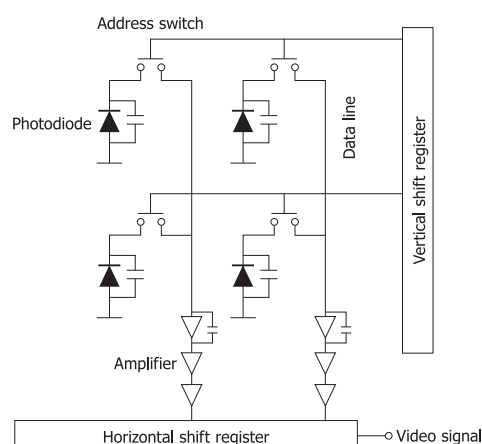 Address switch
Photodiode
Data line
Vertical shift register
Amplifier
Horizontal shift register
Video signal